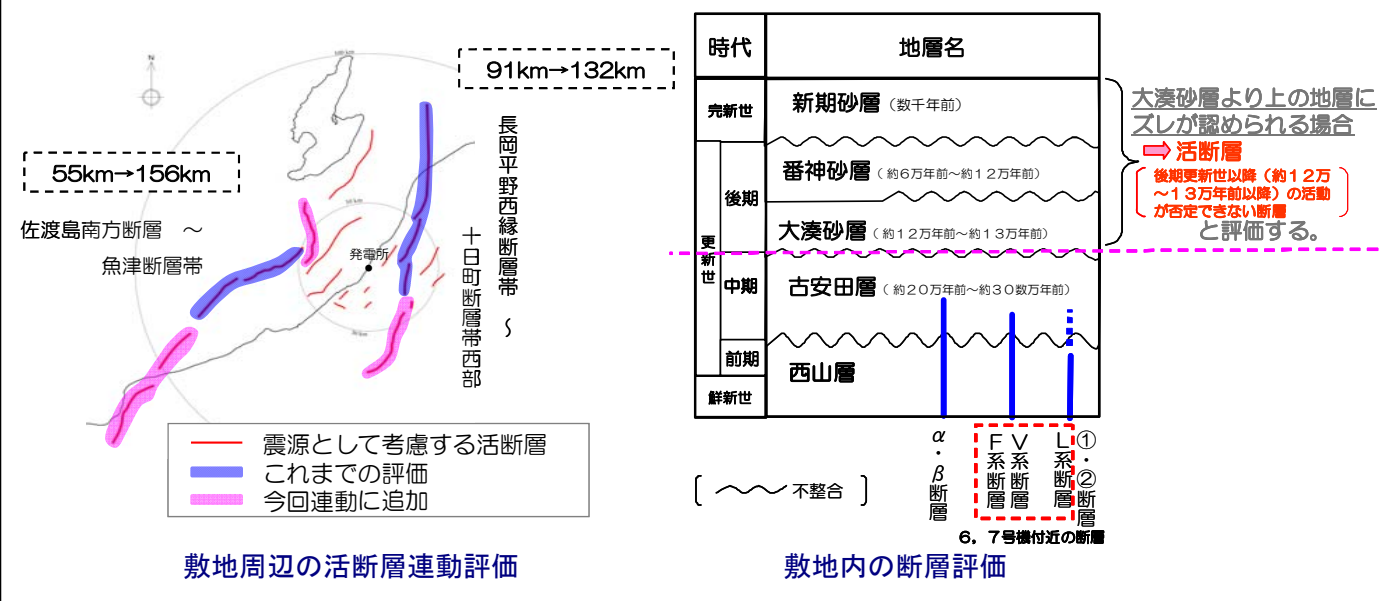 N
100 km
91km→132km
55km→156km
佐渡島南方断層 ～
魚津断層帯
長岡平野西縁断層帯 ～
十日町断層帯西部
発電所
30 km
震源として考慮する活断層
これまでの評価
今回連動に追加
敷地周辺の活断層連動評価
時代
地層名
完新世
新期砂層（数千年前）
更新世
後期
番神砂層（約6万年前～約12万年前）
大湊砂層（約12万年前～約13万年前）
中期
古安田層（約20万年前～約30数万年前）
前期
西山層
鮮新世
大湊砂層より上の地層に
ズレが認められる場合
活断層
後期更新世以降（約１２万
～１３万年前以降）の活動
が否定できない断層
と評価する。
α・β断層
F系断層
V系断層
L系断層
①・②断層
６，７号機付近の断層
不整合
敷地内の断層評価